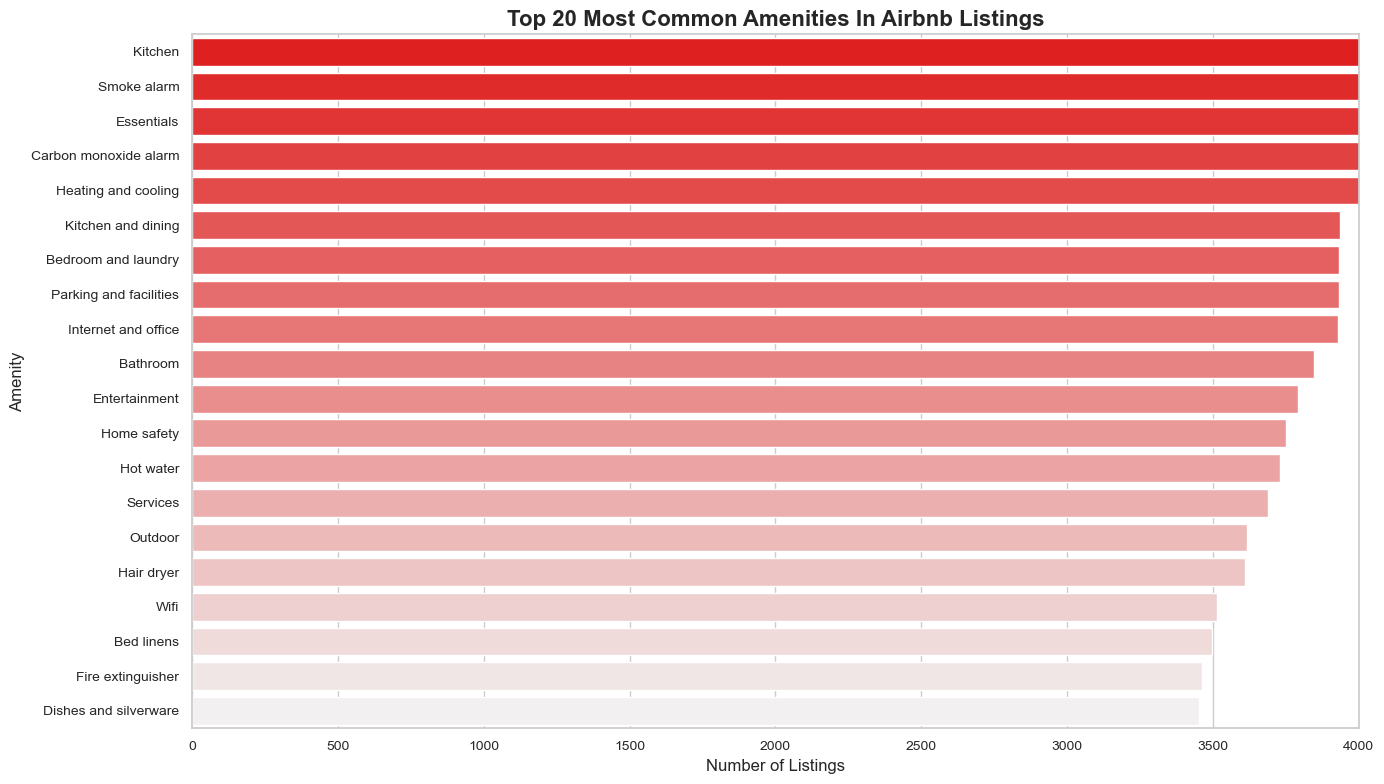 Top 20 Most Common Amenities In Airbnb Listings
Kitchen
Smoke alarm
Essentials
Carbon monoxide alarm
Heating and cooling
Kitchen and dining
Bedroom and laundry
Parking and facilities
Internet and office
Bathroom
Entertainment
Home safety
Hot water
Services
Outdoor
Hair dryer
Wifi
Bed linens
Fire extinguisher
Dishes and silverware
Amenity
0 500 1000 1500 2000 2500 3000 3500 4000
Number of Listings